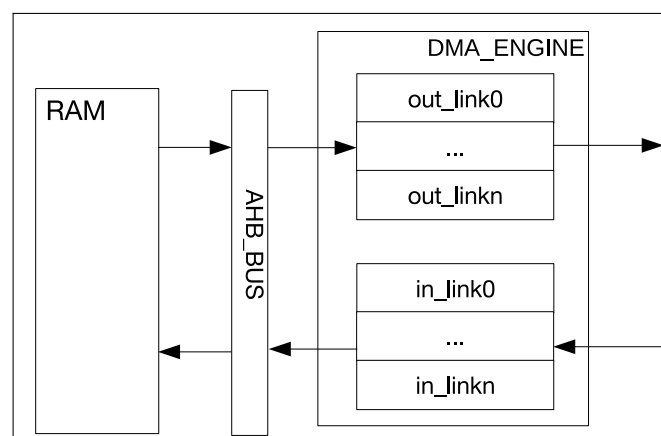 DMA_ENGINE
RAM
AHB_BUS
out_link0
...
out_linkn
in_link0
...
in_linkn